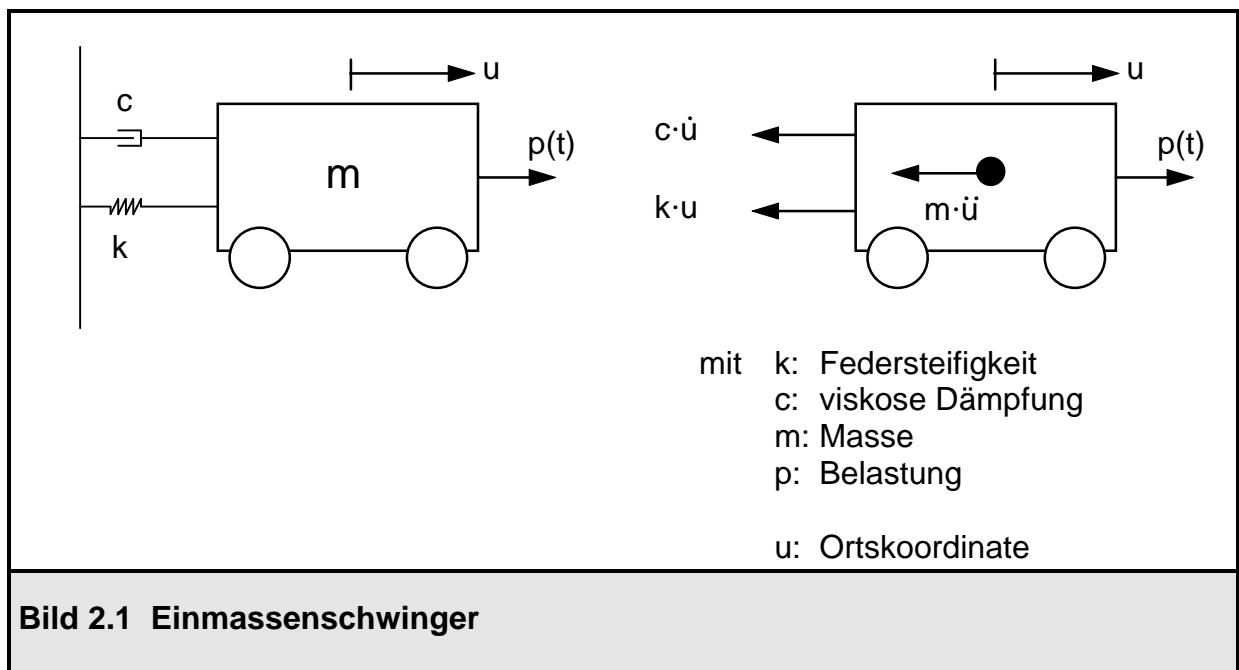 u
c
p(t)
m
k
u
c·u̇
p(t)
k·u
m·ü
mit k: Federsteifigkeit
c: viskose Dämpfung
m: Masse
p: Belastung
u: Ortskoordinate
Bild 2.1 Einmassenschwinger